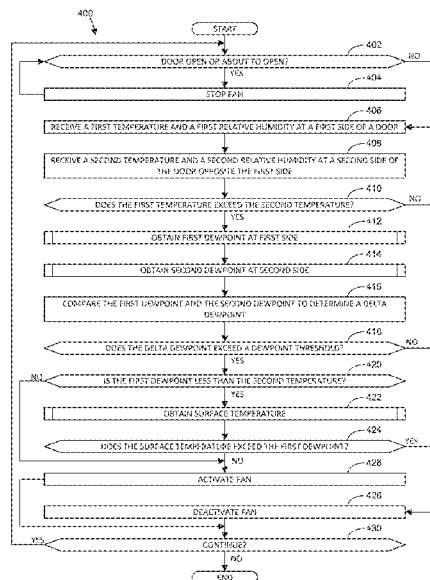 400
START
402
DOOR OPEN OR ABOUT TO OPEN?
NO
YES
404
STOP FAN
406
RECEIVE A FIRST TEMPERATURE AND A FIRST RELATIVE HUMIDITY AT A FIRST SIDE OF A DOOR
408
RECEIVE A SECOND TEMPERATURE AND A SECOND RELATIVE HUMIDITY AT A SECOND SIDE OF
THE DOOR OPPOSITE THE FIRST SIDE
410
DOES THE FIRST TEMPERATURE EXCEED THE SECOND TEMPERATURE?
NO
YES
412
OBTAIN FIRST DEWPOINT AT FIRST SIDE
414
OBTAIN SECOND DEWPOINT AT SECOND SIDE
416
COMPARE THE FIRST DEWPOINT AND THE SECOND DEWPOINT TO DETERMINE A DELTA
DEWPOINT
418
DOES THE DELTA DEWPOINT EXCEED A DEWPOINT THRESHOLD?
NO
YES
420
NO
IS THE FIRST DEWPOINT LESS THAN THE SECOND TEMPERATURE?
YES
422
OBTAIN SURFACE TEMPERATURE
424
DOES THE SURFACE TEMPERATURE EXCEED THE FIRST DEWPOINT?
YES
NO
428
ACTIVATE FAN
426
DEACTIVATE FAN
430
YES
CONTINUE?
NO
END